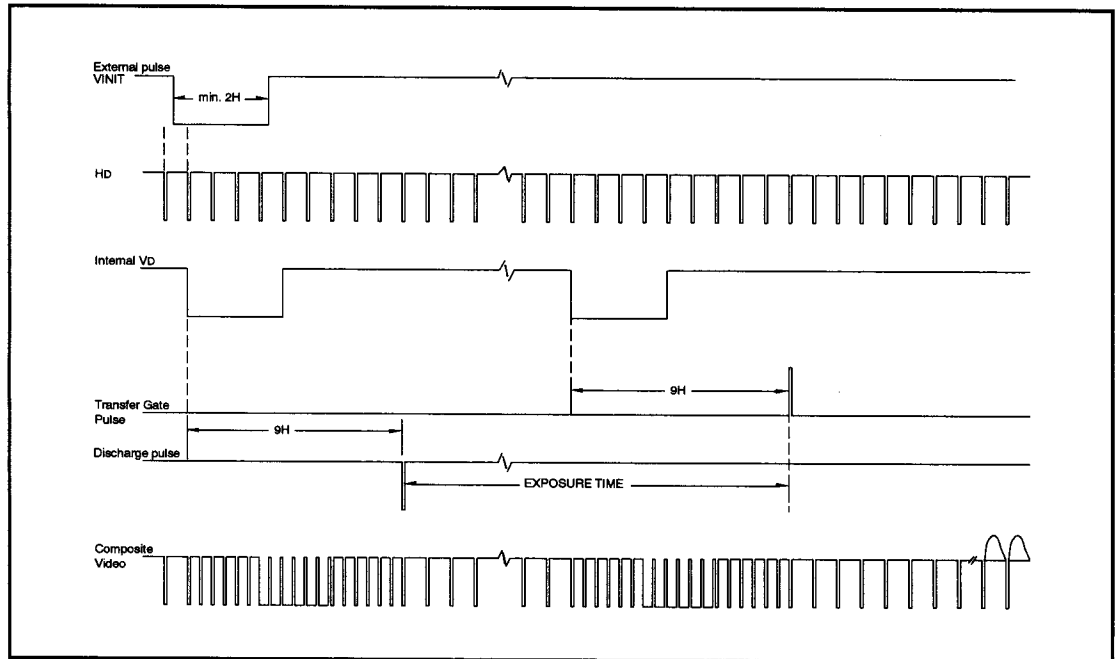 External pulse
VINIT
min. 2H
HD
Internal VD
9H
Transfer Gate
Pulse
9H
Discharge pulse
EXPOSURE TIME
Composite
Video